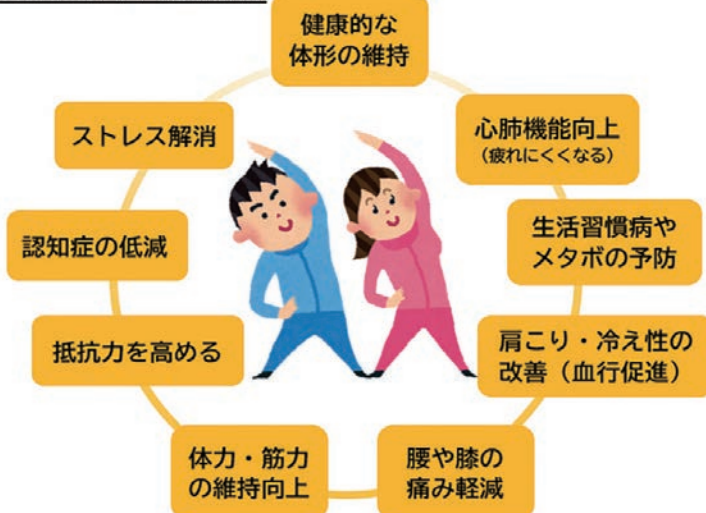 健康的な
体形の維持
心肺機能向上
（疲れにくくなる）
生活習慣病や
メタボの予防
肩こり・冷え性の
改善（血行促進）
腰や膝の
痛み軽減
体力・筋力
の維持向上
抵抗力を高める
認知症の低減
ストレス解消